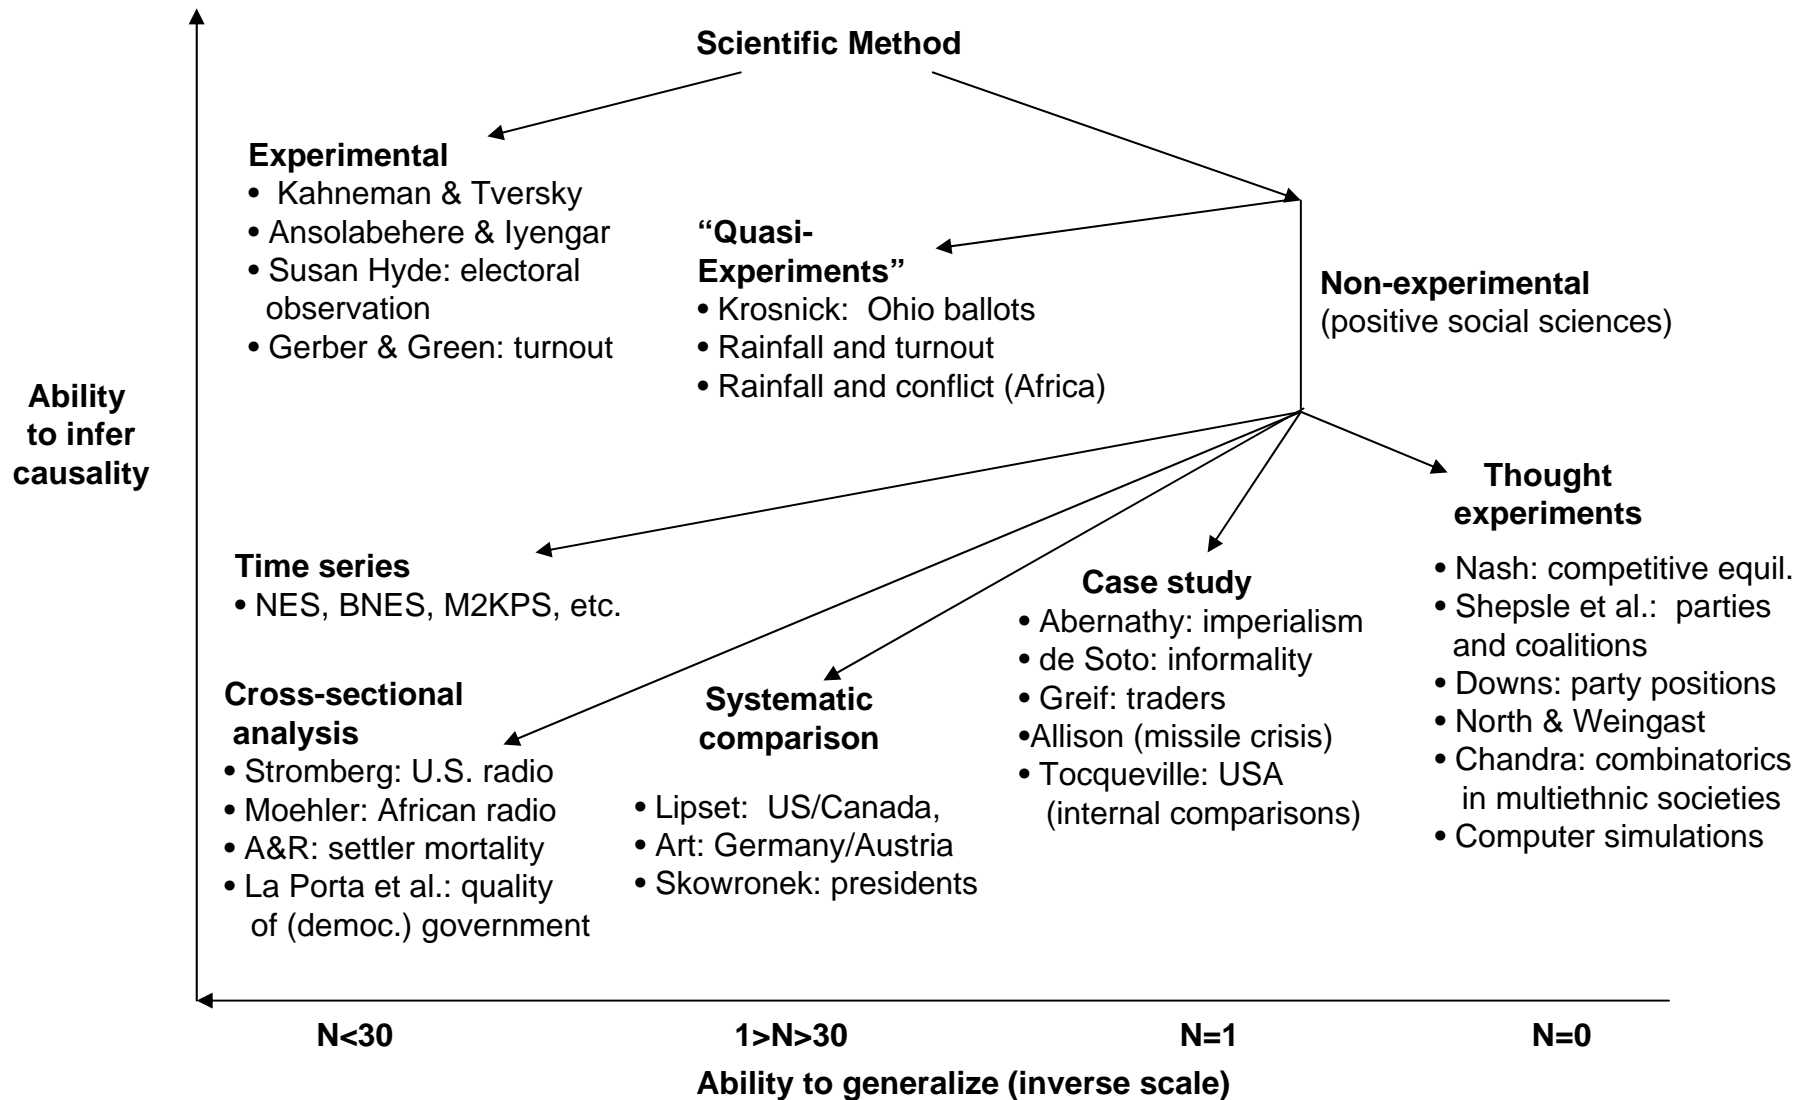 Scientific Method
Experimental
• Kahneman & Tversky
• Ansolabehere & Iyengar
• Susan Hyde: electoral
observation
• Gerber & Green: turnout
“Quasi-
Experiments”
• Krosnick: Ohio ballots
• Rainfall and turnout
• Rainfall and conflict (Africa)
Non-experimental
(positive social sciences)
Ability
to infer
causality
Time series
• NES, BNES, M2KPS, etc.
Cross-sectional
analysis
• Stromberg: U.S. radio
• Moehler: African radio
• A&R: settler mortality
• La Porta et al.: quality
of (democ.) government
Systematic
comparison
• Lipset: US/Canada,
• Art: Germany/Austria
• Skowronek: presidents
Case study
• Abernathy: imperialism
• de Soto: informality
• Greif: traders
•Allison (missile crisis)
• Tocqueville: USA
(internal comparisons)
Thought
experiments
• Nash: competitive equil.
• Shepsle et al.: parties
and coalitions
• Downs: party positions
• North & Weingast
• Chandra: combinatorics
in multiethnic societies
• Computer simulations
N<30
1>N>30
N=1
N=0
Ability to generalize (inverse scale)